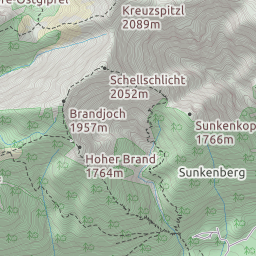 Kreuzspitzl
2089m
Schellschlicht
2052m
Brandjoch
1957m
Sunkenkop
1766m
Hoher Brand
1764m
Sunkenberg